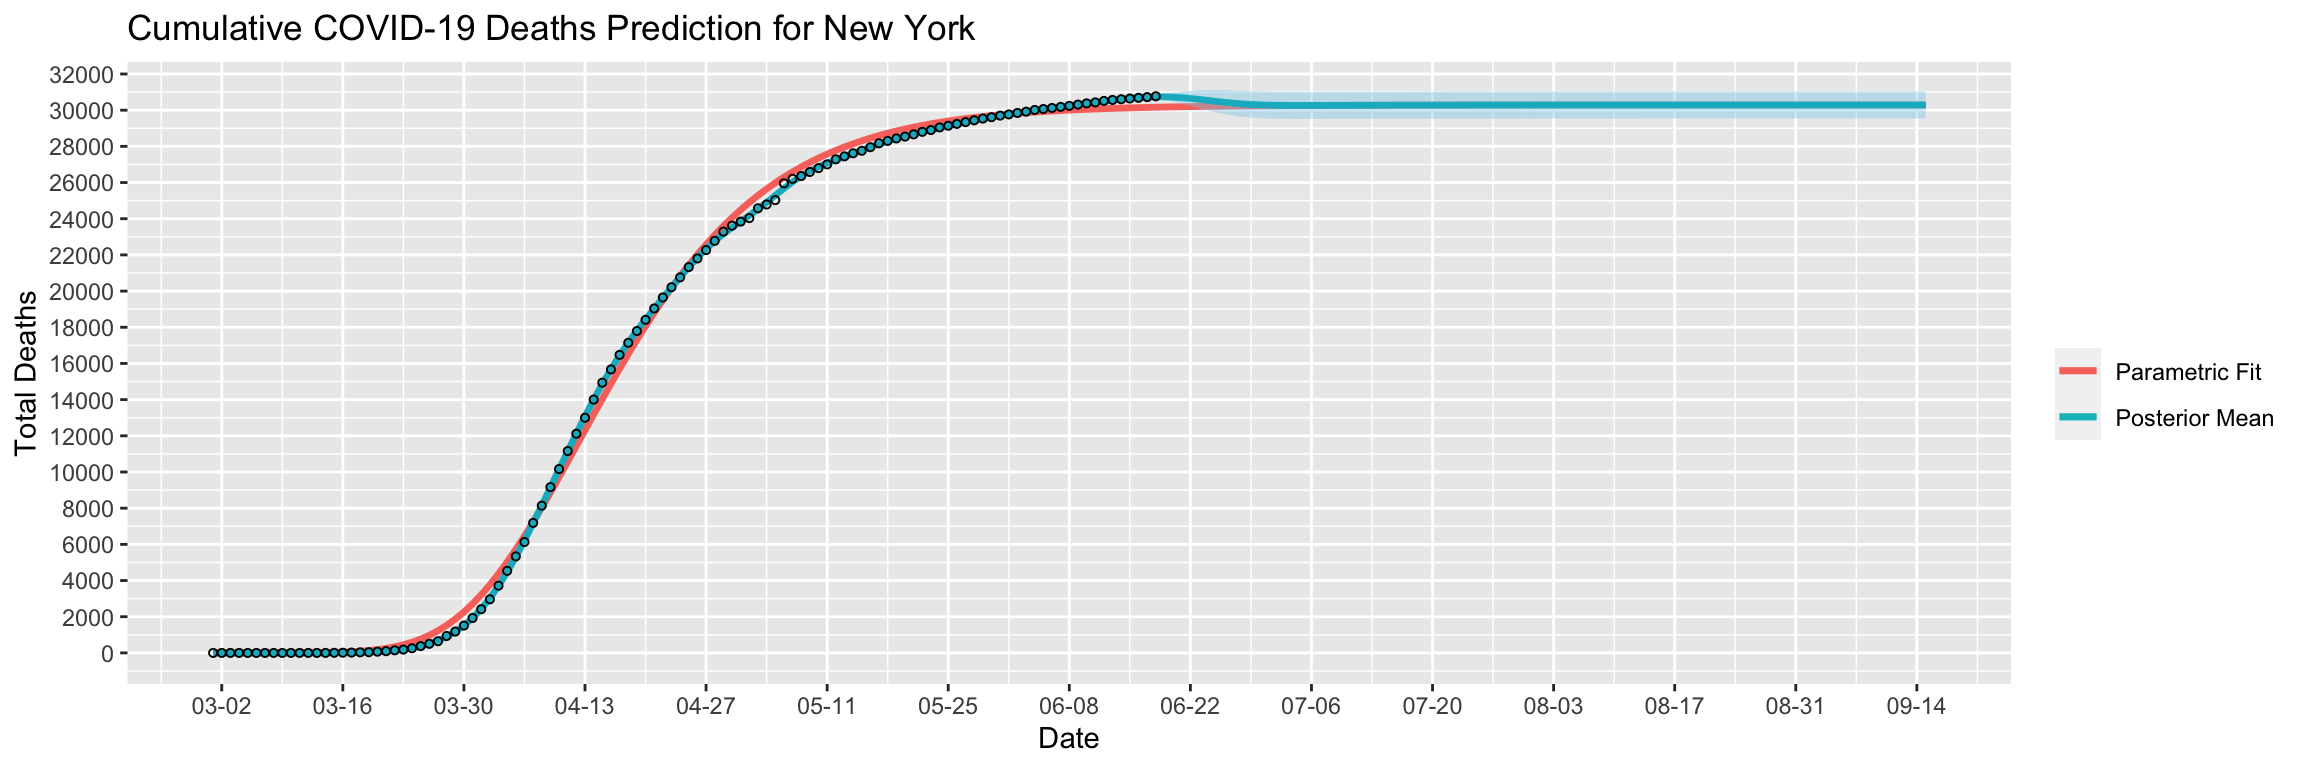 Cumulative COVID-19 Deaths Prediction for New York
32000
30000
28000
26000
24000
22000
20000
18000
16000
14000
12000
10000
8000
6000
4000
2000
0
Total Deaths
03-02 03-16 03-30 04-13 04-27 05-11 05-25 06-08 06-22 07-06 07-20 08-03 08-17 08-31 09-14
Date
Parametric Fit
Posterior Mean